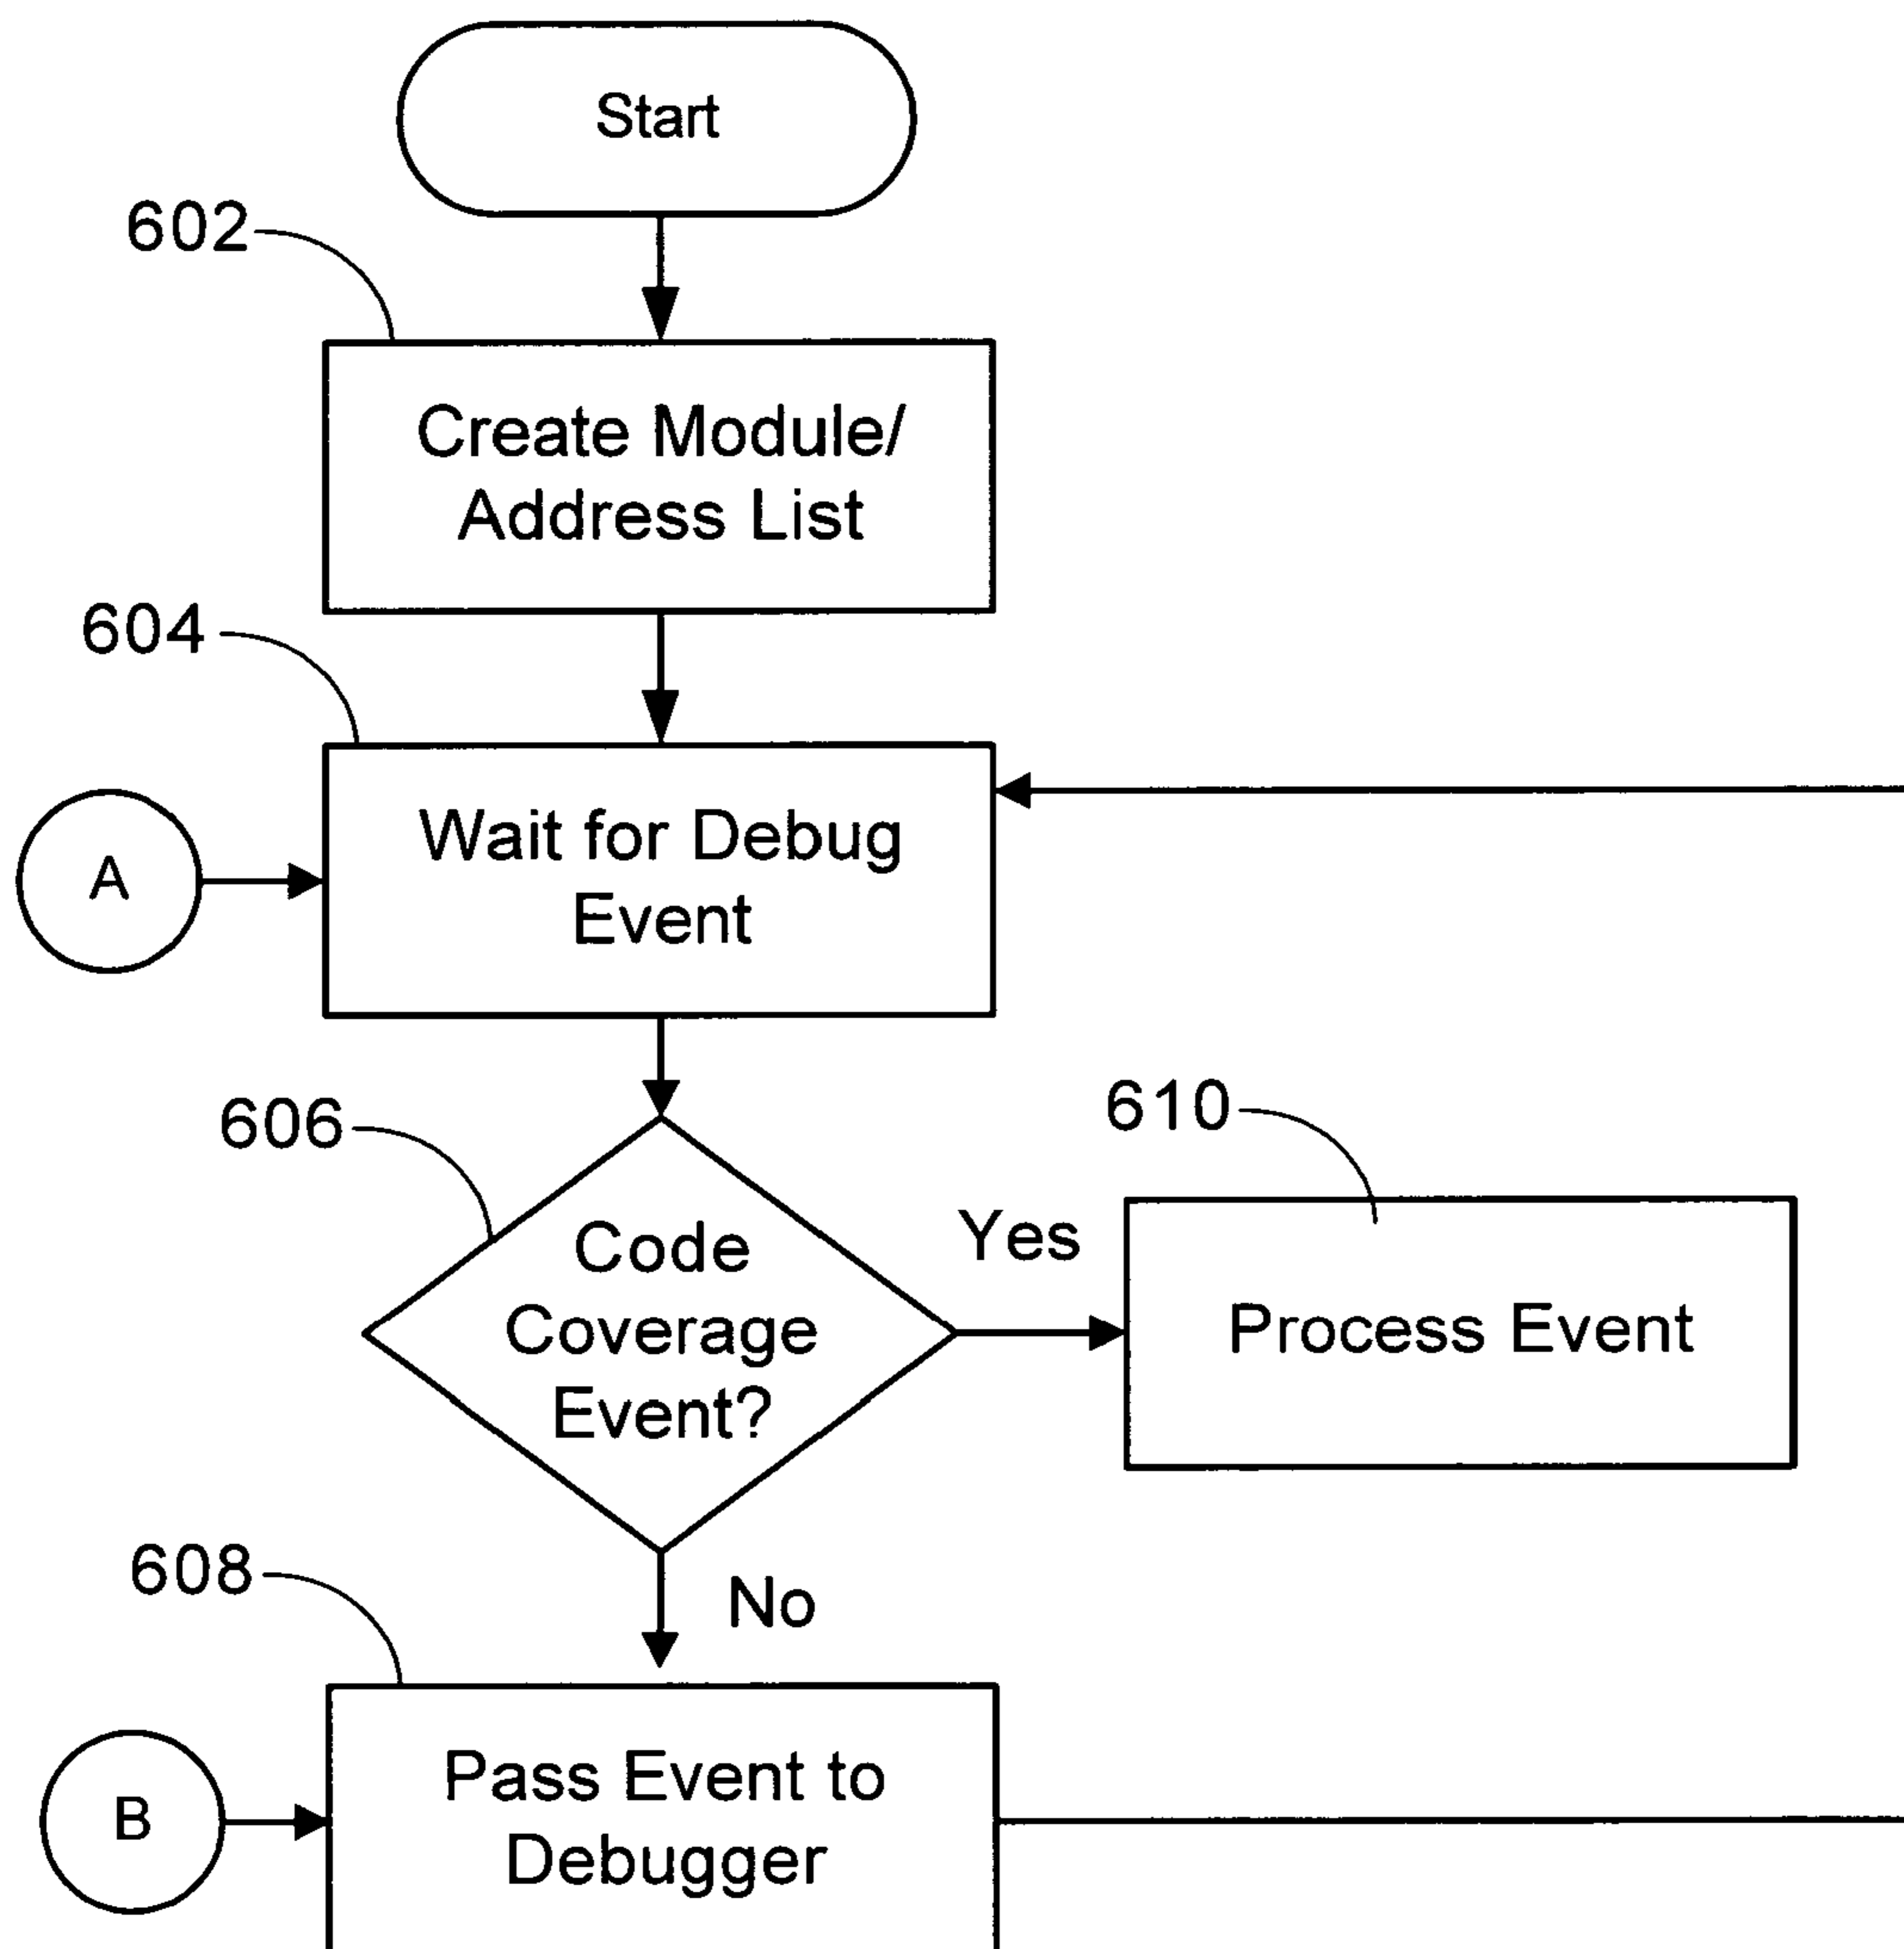 Start
602
Create Module/
Address List
604
A
Wait for Debug
Event
606
Code
Coverage
Event?
Yes
610
Process Event
No
608
B
Pass Event to
Debugger